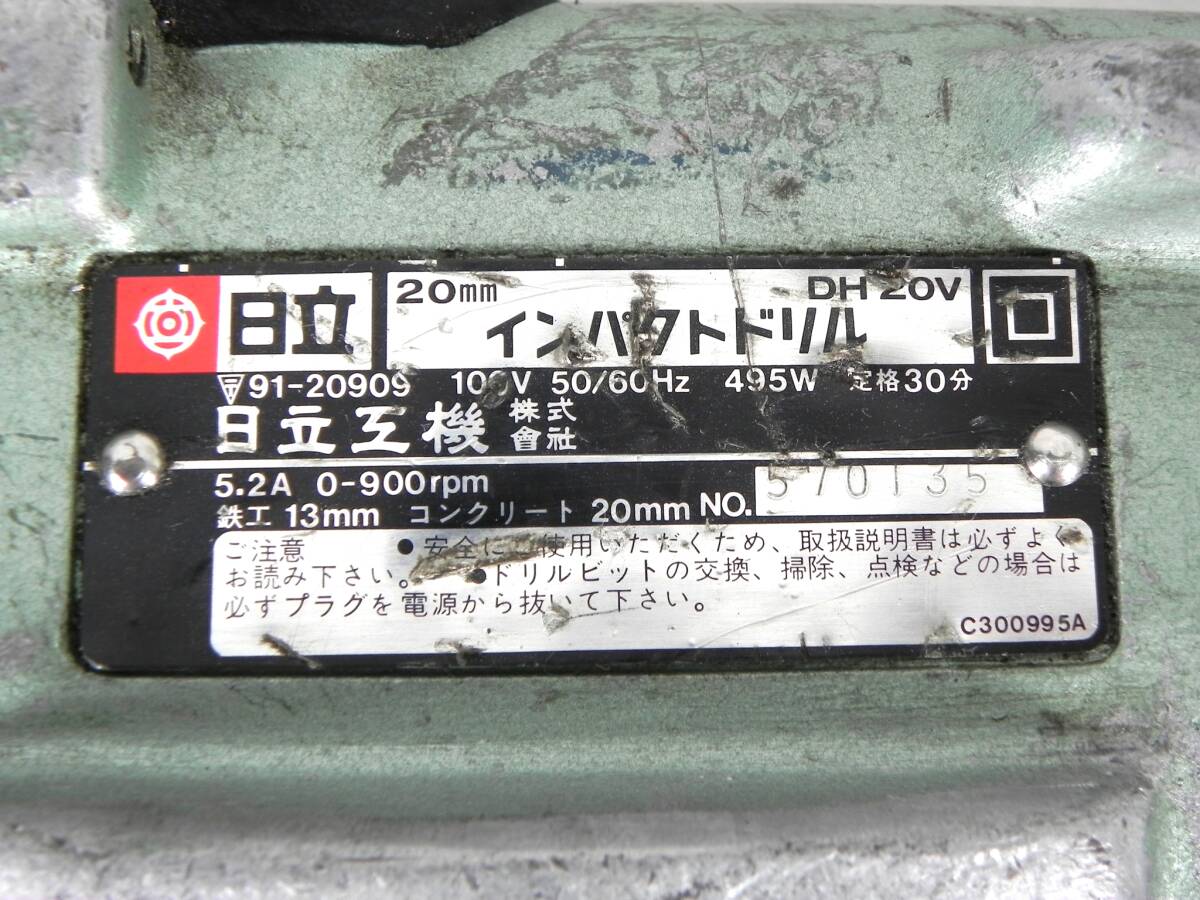 日立
20mm DH 20V
インパクトドリル
〒91-20909 100V 50/60Hz 495W 定格30分
日立工機 株式會社
5.2A 0-900rpm
鉄工 13mm コンクリート 20mm NO. 570135
ご注意 ●安全にご使用いただくため、取扱説明書は必ずよく
お読み下さい。 ●ドリルビットの交換、掃除、点検などの場合は
必ずプラグを電源から抜いて下さい。
C300995A